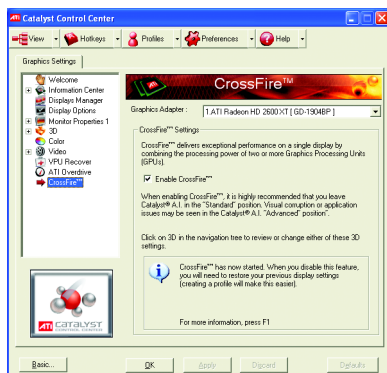 ATI Catalyst Control Center
View
Hotkeys
Profiles
Preferences
Help
Graphics Settings
Welcome
Information Center
Displays Manager
Display Options
Monitor Properties 1
3D
Color
Video
VPU Recover
ATI Overdrive
CrossFire™
CrossFire™
Graphics Adapter :
1.ATI Radeon HD 2600 XT [ GD-1904BP ]
CrossFire™ Settings
CrossFire™ delivers exceptional performance on a single display by
combining the processing power of two or more Graphics Processing Units
(GPUs).
Enable CrossFire™
When enabling CrossFire™, it is highly recommended that you leave
Catalyst® A.I. in the "Standard" position. Visual corruption or application
issues may be seen in the Catalyst® A.I. "Advanced" position".
Click on 3D in the navigation tree to review or change either of these 3D
settings.
CrossFire™ has now started. When you disable this feature,
you will need to restore your previous display settings
(creating a profile will make this easier).
For more information, press F1
ATI CATALYST
CONTROL CENTER
Basic...
OK
Apply
Discard
Defaults